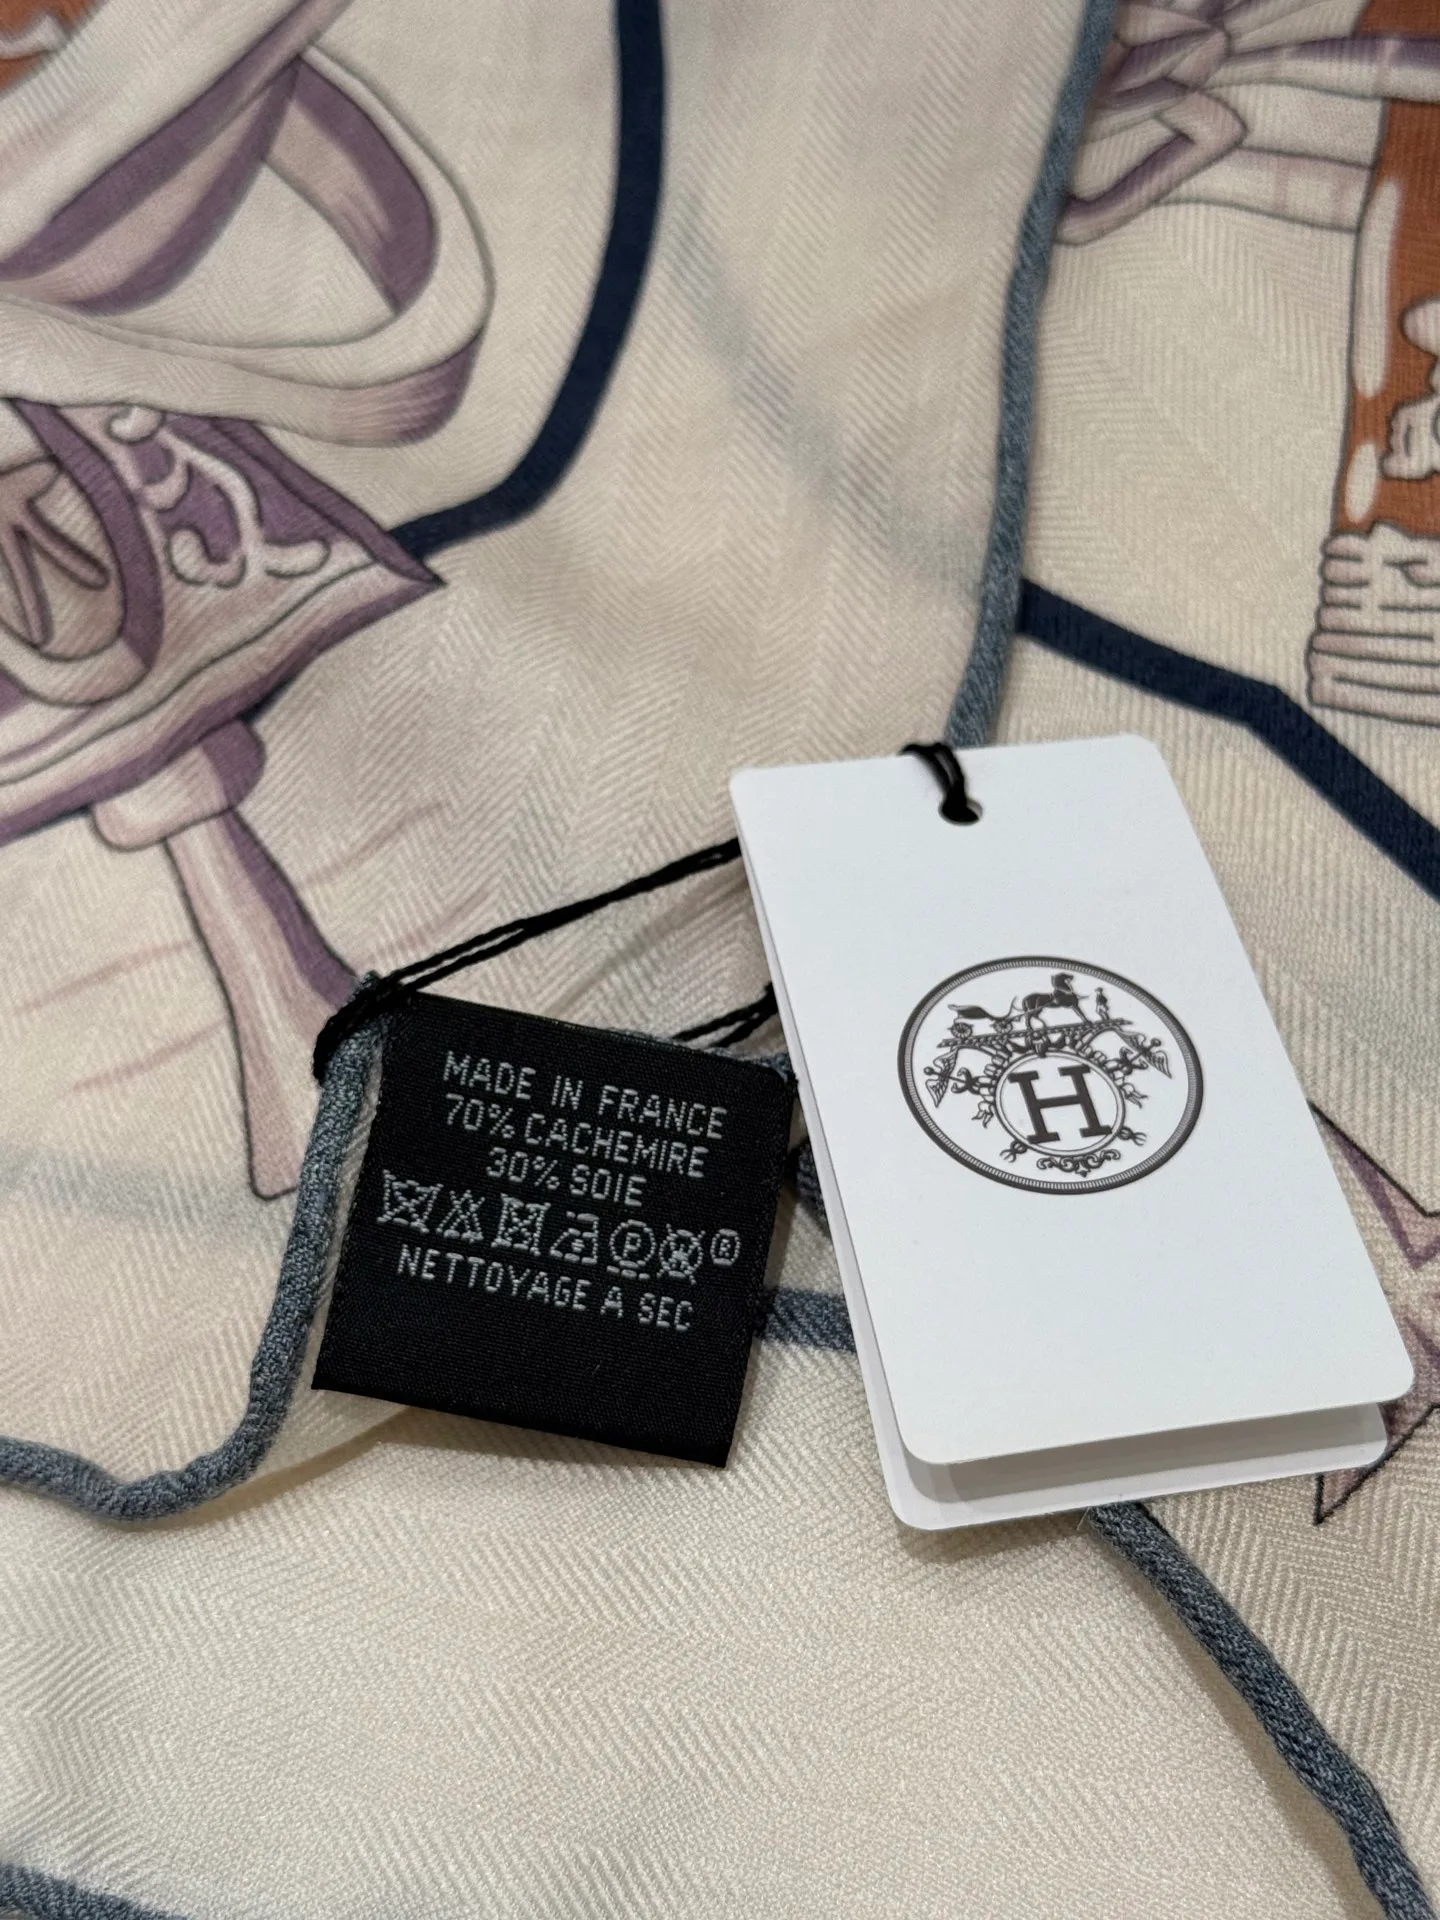 MADE IN FRANCE
70% CACHEMIRE
30% SOIE
P ®
NETTOYAGE A SEC
H